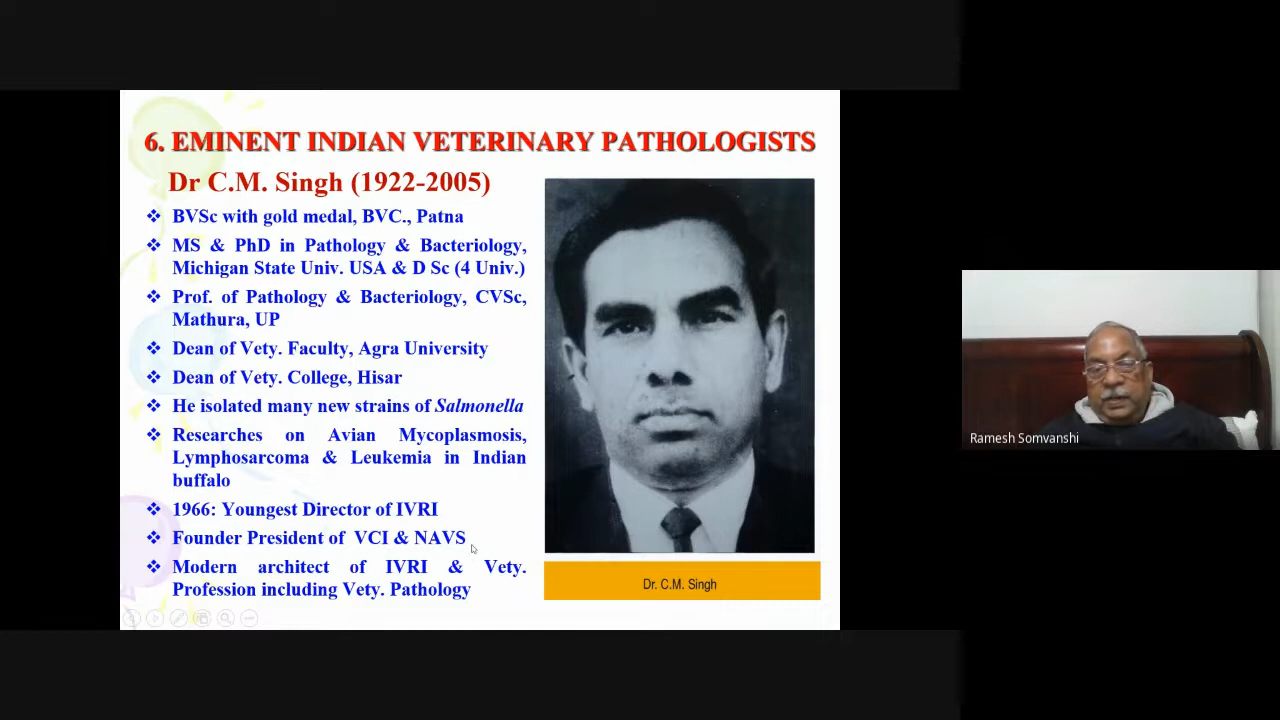 6. EMINENT INDIAN VETERINARY PATHOLOGISTS
Dr C.M. Singh (1922-2005)
❖ BVSc with gold medal, BVC., Patna
❖ MS & PhD in Pathology & Bacteriology,
Michigan State Univ. USA & D Sc (4 Univ.)
❖ Prof. of Pathology & Bacteriology, CVSc,
Mathura, UP
❖ Dean of Vety. Faculty, Agra University
❖ Dean of Vety. College, Hisar
❖ He isolated many new strains of Salmonella
❖ Researches on Avian Mycoplasmosis,
Lymphosarcoma & Leukemia in Indian
buffalo
❖ 1966: Youngest Director of IVRI
❖ Founder President of VCI & NAVS
❖ Modern architect of IVRI & Vety.
Profession including Vety. Pathology
Dr. C.M. Singh
Ramesh Somvanshi